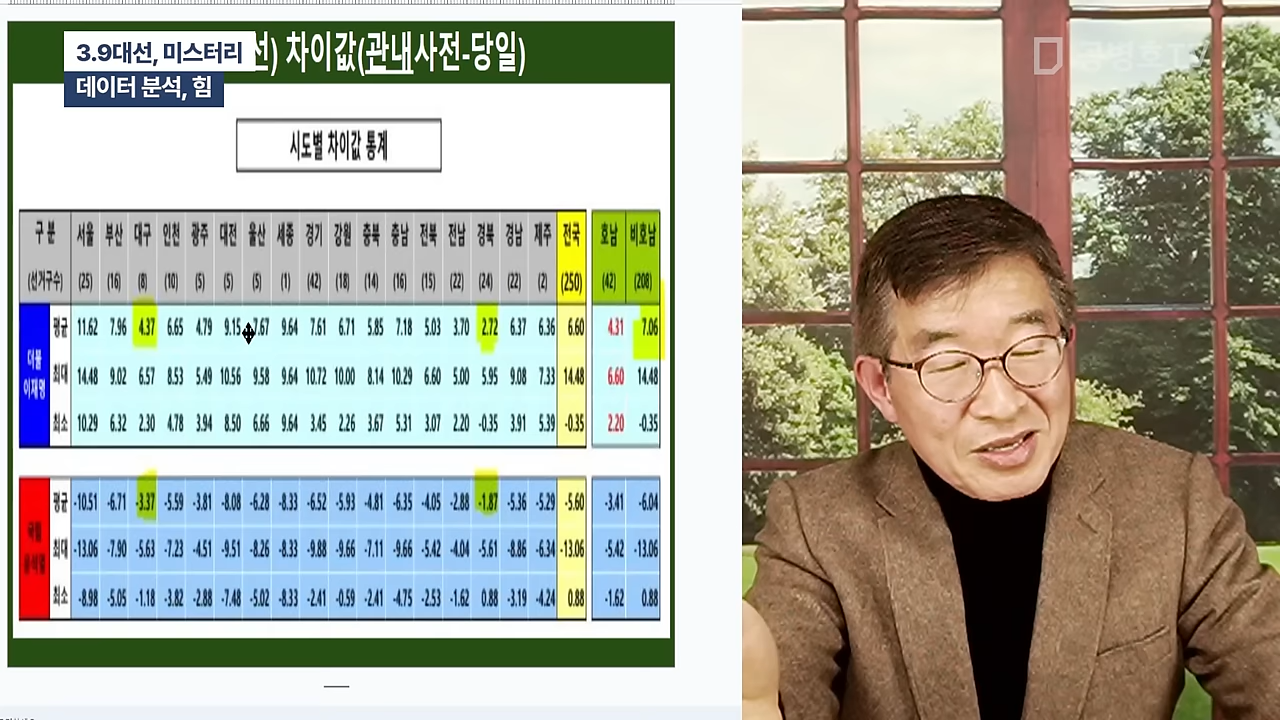 3.9대선, 미스터리
데이터 분석, 힘
선) 차이값(관내사전-당일)
공병호TV
시도별 차이값 통계
구 분 서울 부산 대구 인천 광주 대전 울산 세종 경기 강원 충북 충남 전북 전남 경북 경남 제주 전국 호남 비호남
(선거구수) (25) (16) (8) (10) (5) (5) (5) (1) (42) (18) (14) (16) (15) (22) (24) (22) (2) (250) (42) (208)
더불 이재명
평균 11.62 7.96 4.37 6.65 4.79 9.15 7.67 9.64 7.61 6.71 5.85 7.18 5.03 3.70 2.72 6.37 6.36 6.60 4.31 7.06
최대 14.48 9.02 6.57 8.53 5.49 10.56 9.58 9.64 10.72 10.00 8.14 10.29 6.60 5.00 5.95 9.08 7.33 14.48 6.60 14.48
최소 10.29 6.32 2.30 4.78 3.94 8.50 6.66 9.64 3.45 2.26 3.67 5.31 3.07 2.20 -0.35 3.91 5.39 -0.35 2.20 -0.35
평균 -10.51 -6.71 -3.37 -5.59 -3.81 -8.08 -6.28 -8.33 -6.52 -5.93 -4.81 -6.35 -4.05 -2.88 -1.87 -5.36 -5.29 -5.60 -3.41 -6.04
최대 -13.06 -7.90 -5.63 -7.23 -4.51 -9.51 -8.26 -8.33 -9.88 -9.66 -7.11 -9.66 -5.42 -4.04 -5.61 -8.86 -6.34 -13.06 -5.42 -13.06
최소 -8.98 -5.05 -1.18 -3.82 -2.88 -7.48 -5.02 -8.33 -2.41 -0.59 -2.41 -4.75 -2.53 -1.62 0.88 -3.19 -4.24 0.88 -1.62 0.88